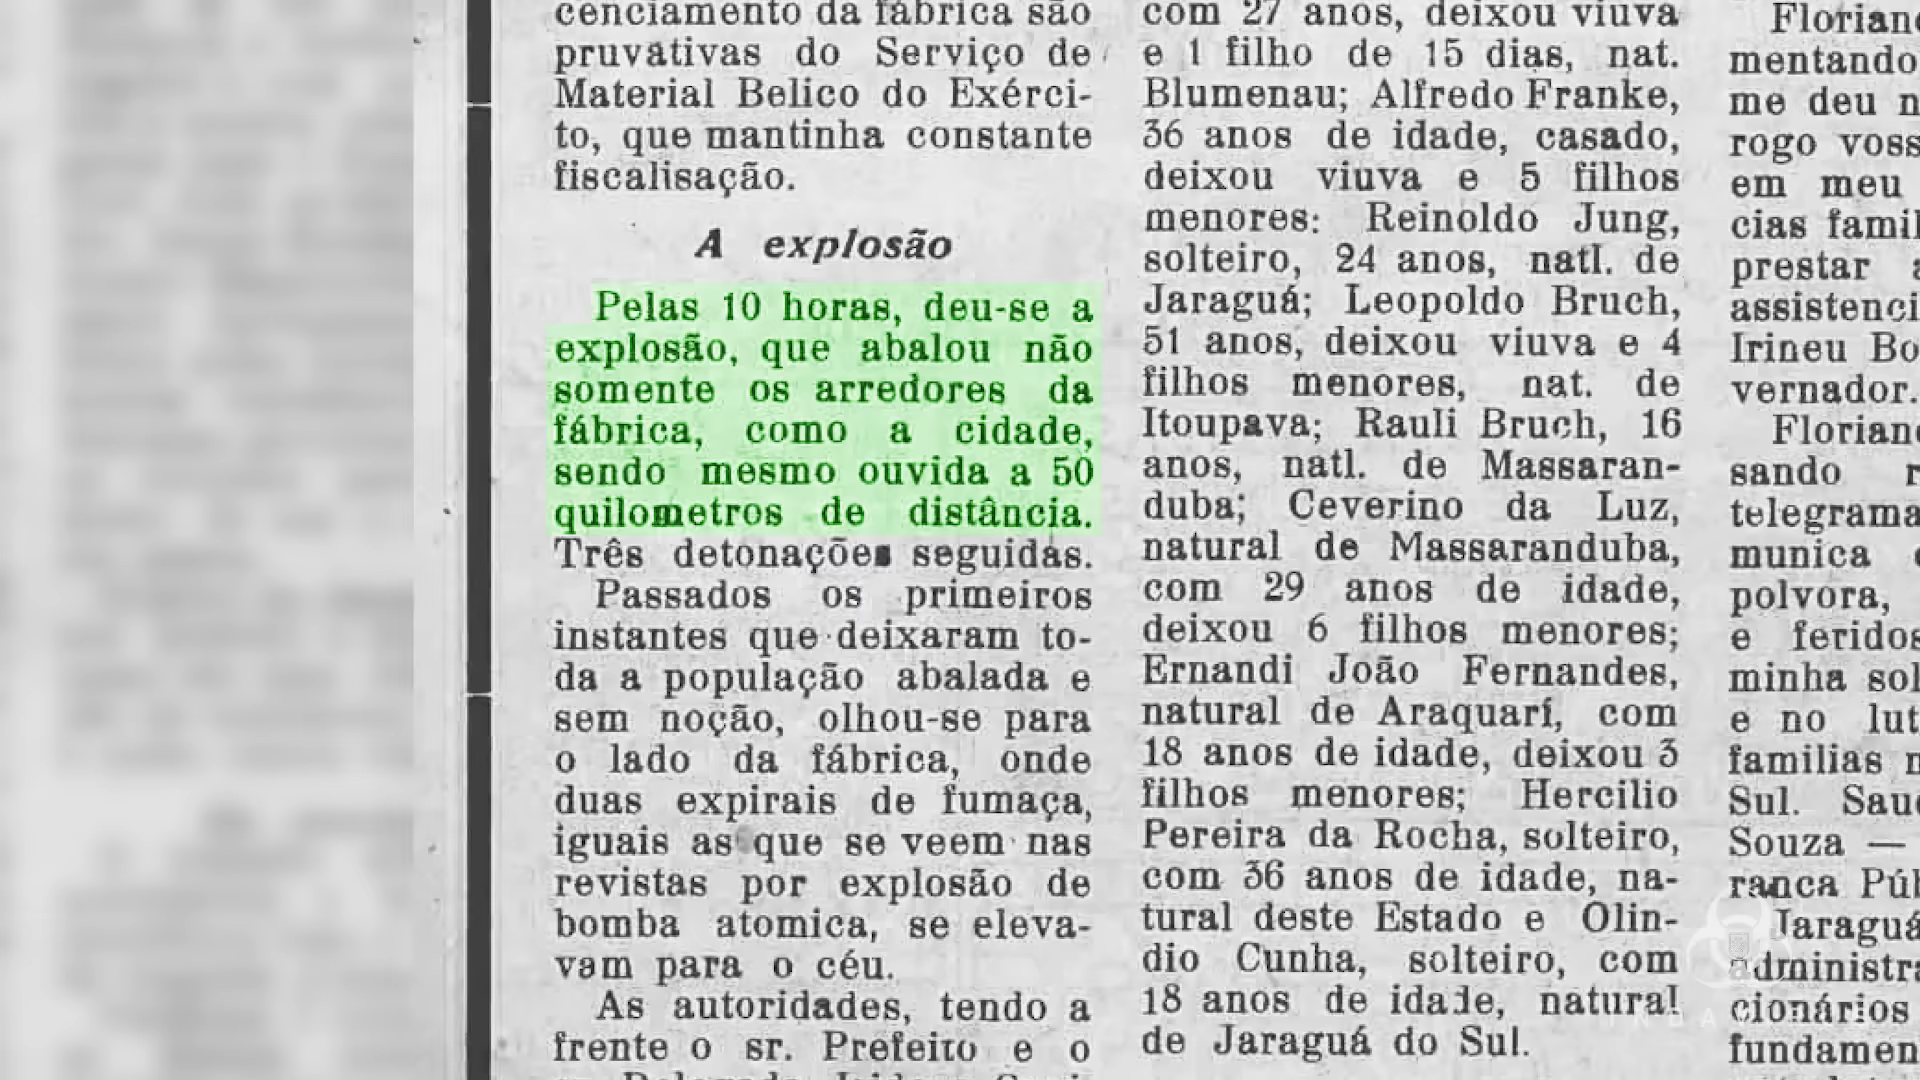 cenciamento da fábrica são
pruvativas do Serviço de
Material Belico do Exérci-
to, que mantinha constante
fiscalisação.
A explosão
Pelas 10 horas, deu-se a
explosão, que abalou não
somente os arredores da
fábrica, como a cidade,
sendo mesmo ouvida a 50
quilometros de distância.
Três detonações seguidas.
Passados os primeiros
instantes que deixaram to-
da a população abalada e
sem noção, olhou-se para
o lado da fábrica, onde
duas expirais de fumaça,
iguais as que se veem nas
revistas por explosão de
bomba atomica, se eleva-
vam para o céu.
As autoridades, tendo a
frente o sr. Prefeito e o
com 27 anos, deixou viuva
e 1 filho de 15 dias, nat.
Blumenau; Alfredo Franke,
36 anos de idade, casado,
deixou viuva e 5 filhos
menores: Reinoldo Jung,
solteiro, 24 anos, natl. de
Jaraguá; Leopoldo Bruch,
51 anos, deixou viuva e 4
filhos menores, nat. de
Itoupava; Rauli Bruch, 16
anos, natl. de Massaran-
duba; Ceverino da Luz,
natural de Massaranduba,
com 29 anos de idade,
deixou 6 filhos menores;
Ernandi João Fernandes,
natural de Araquarí, com
18 anos de idade, deixou 3
filhos menores; Hercilio
Pereira da Rocha, solteiro,
com 36 anos de idade, na-
tural deste Estado e Olin-
dio Cunha, solteiro, com
18 anos de idade, natural
de Jaraguá do Sul.
Floriano
mentando
me deu n
rogo voss
em meu
cias famil
prestar a
assistenci
Irineu Bo
vernador.
Floriano
sando r
telegrama
munica
polvora,
e feridos
minha sol
e no lut
familias n
Sul. Saud
Souza —
ranca Púb
Jaraguá
administra
cionários
fundamen